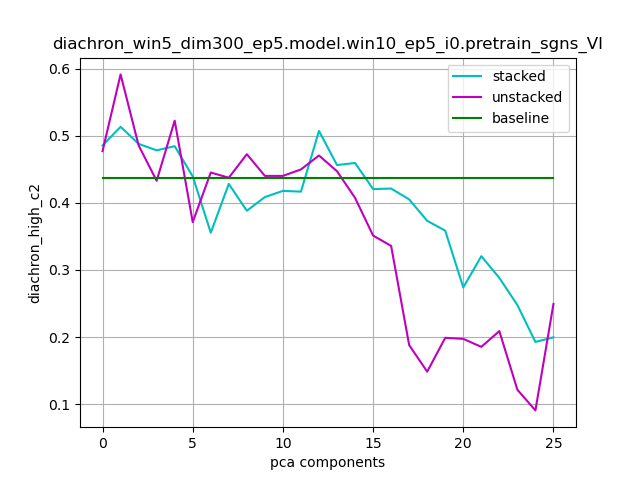 diachron_win5_dim300_ep5.model.win10_ep5_i0.pretrain_sgns_VI
stacked
unstacked
baseline
diachron_high_c2
0.6
0.5
0.4
0.3
0.2
0.1
0 5 10 15 20 25
pca components